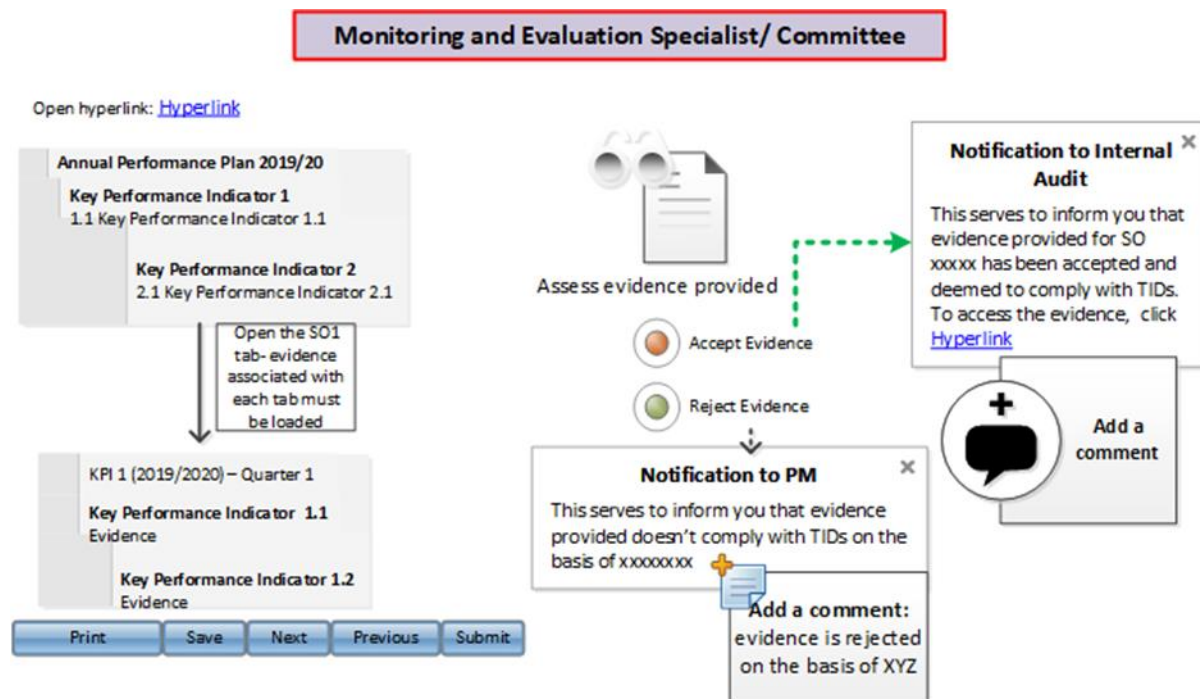 Monitoring and Evaluation Specialist/ Committee
Open hyperlink: Hyperlink
Annual Performance Plan 2019/20
Key Performance Indicator 1
1.1 Key Performance Indicator 1.1
Key Performance Indicator 2
2.1 Key Performance Indicator 2.1
Open the SO1
tab- evidence
associated with
each tab must
be loaded
KPI 1 (2019/2020) – Quarter 1
Key Performance Indicator 1.1
Evidence
Key Performance Indicator 1.2
Evidence
Print
Save
Next
Previous
Submit
Assess evidence provided
Accept Evidence
Reject Evidence
Notification to PM
This serves to inform you that evidence
provided doesn’t comply with TIDs on the
basis of xxxxxxxx
Add a comment:
evidence is rejected
on the basis of XYZ
Notification to Internal
Audit
This serves to inform you that
evidence provided for SO
xxxxx has been accepted and
deemed to comply with TIDs.
To access the evidence, click
Hyperlink
Add a
comment